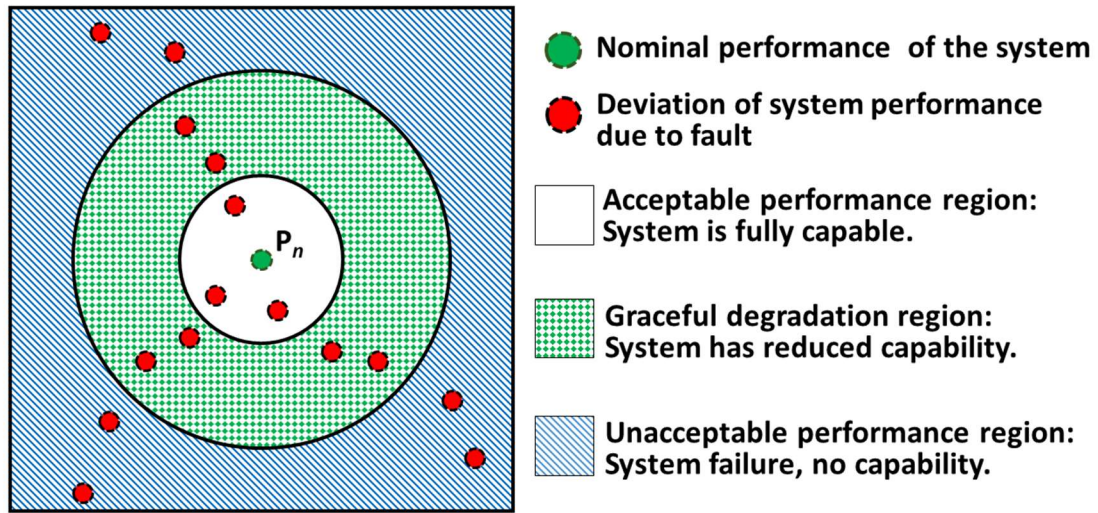 P_n
Nominal performance of the system
Deviation of system performance
due to fault
Acceptable performance region:
System is fully capable.
Graceful degradation region:
System has reduced capability.
Unacceptable performance region:
System failure, no capability.